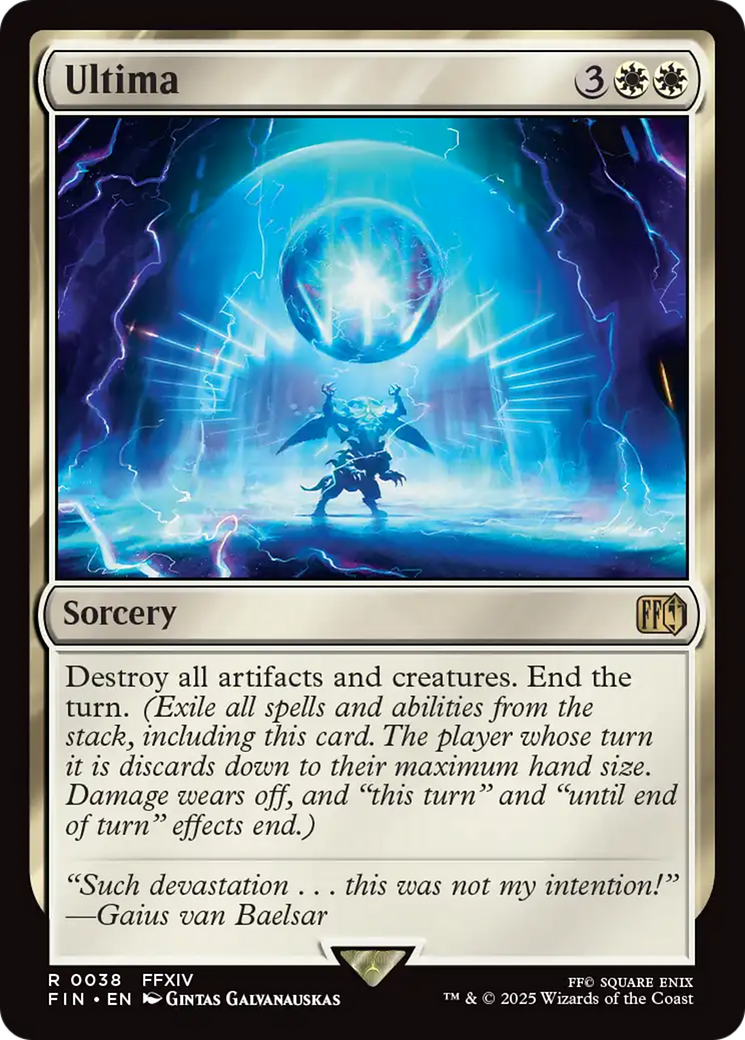 Ultima 3
Sorcery FF
Destroy all artifacts and creatures. End the
turn. (Exile all spells and abilities from the
stack, including this card. The player whose turn
it is discards down to their maximum hand size.
Damage wears off, and “this turn” and “until end
of turn” effects end.)
“Such devastation . . . this was not my intention!”
—Gaius van Baelsar
R 0038 FFXIV
FIN • EN Gintas Galvanauskas
FF© SQUARE ENIX
™ & © 2025 Wizards of the Coast